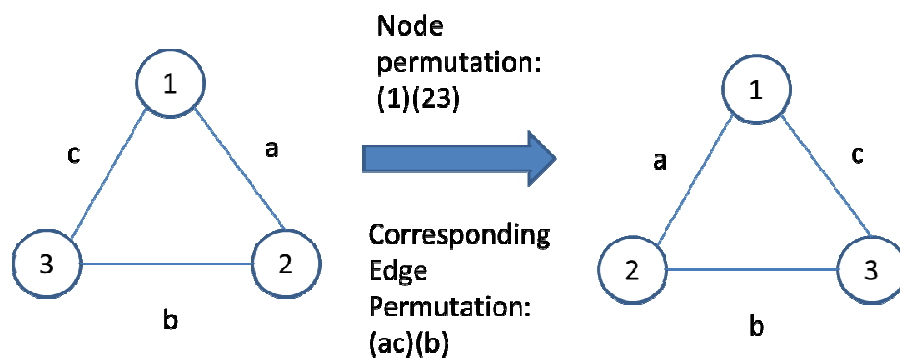 1
c
a
3
2
b
Node
permutation:
(1)(23)
Corresponding
Edge
Permutation:
(ac)(b)
1
a
c
2
3
b